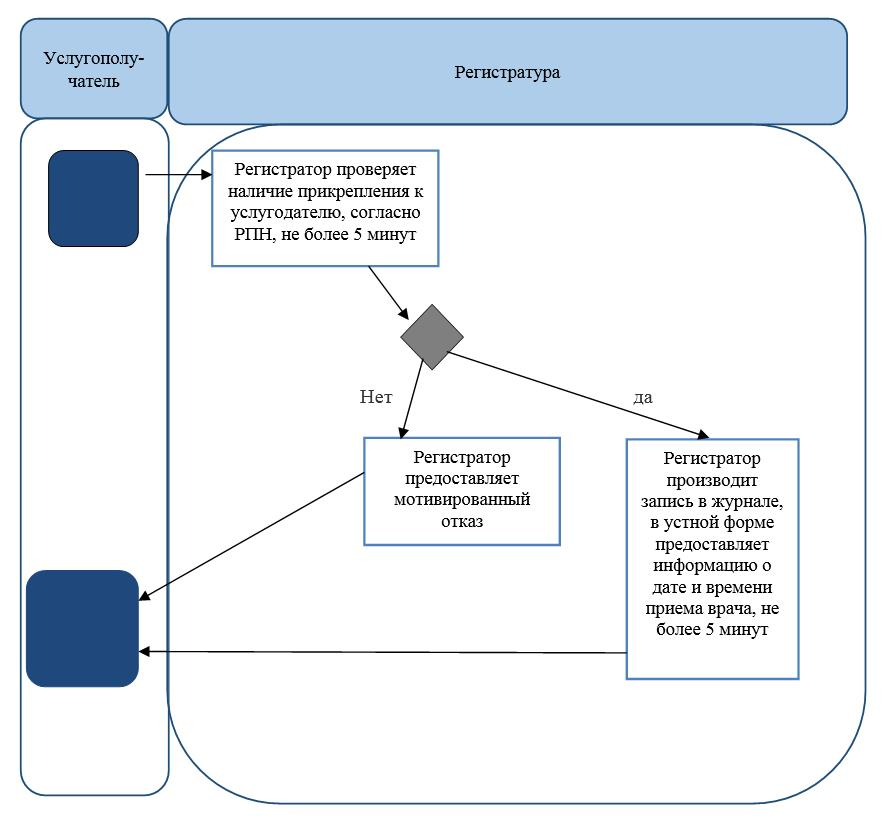 Услугополу-
чатель
Регистратура
Регистратор проверяет
наличие прикрепления к
услугодателю, согласно
РПН, не более 5 минут
Нет
да
Регистратор
предоставляет
мотивированный
отказ
Регистратор
производит
запись в журнале,
в устной форме
предоставляет
информацию о
дате и времени
приема врача, не
более 5 минут